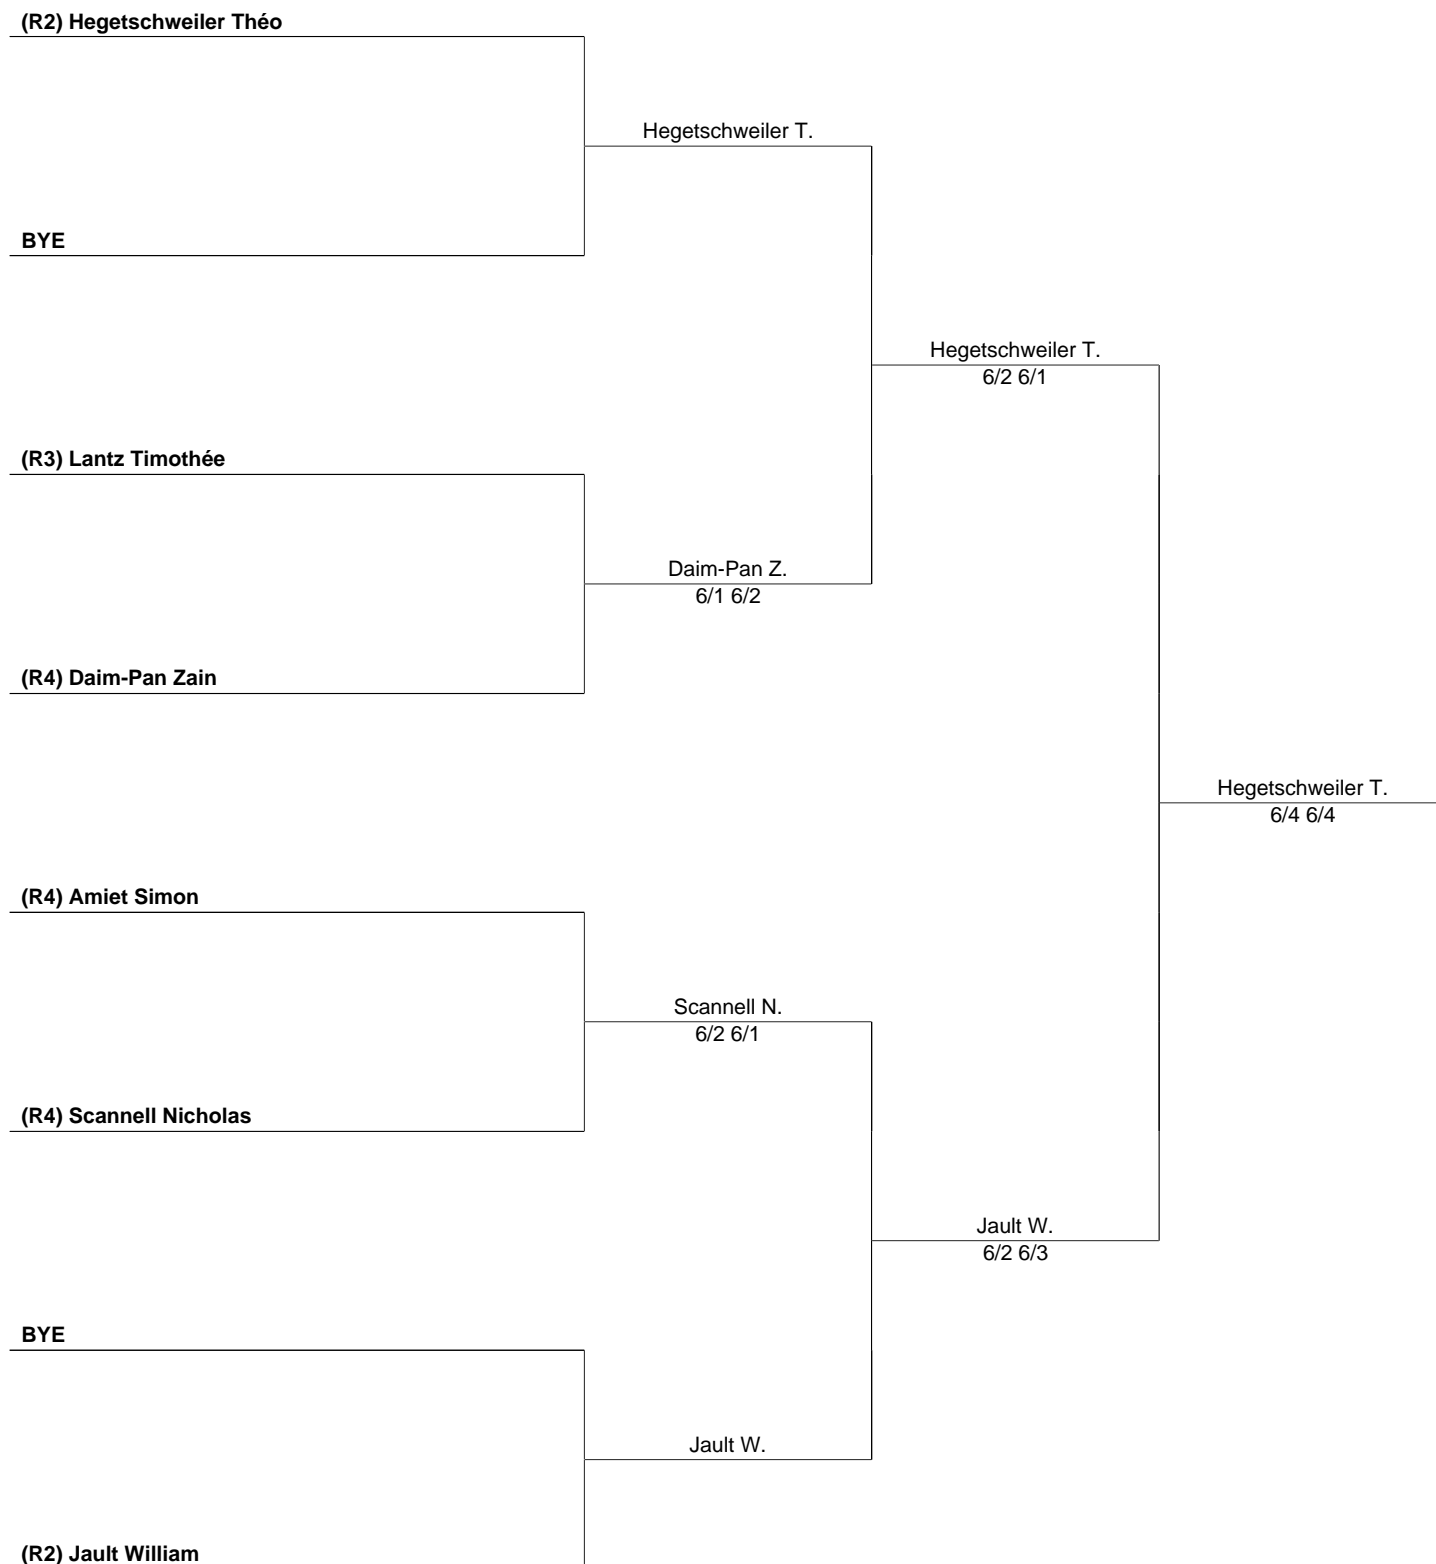 (R2) Hegetschweiler Théo
Hegetschweiler T.
BYE
Hegetschweiler T.
6/2 6/1
(R3) Lantz Timothée
Daim-Pan Z.
6/1 6/2
(R4) Daim-Pan Zain
Hegetschweiler T.
6/4 6/4
(R4) Amiet Simon
Scannell N.
6/2 6/1
(R4) Scannell Nicholas
Jault W.
6/2 6/3
BYE
Jault W.
(R2) Jault William